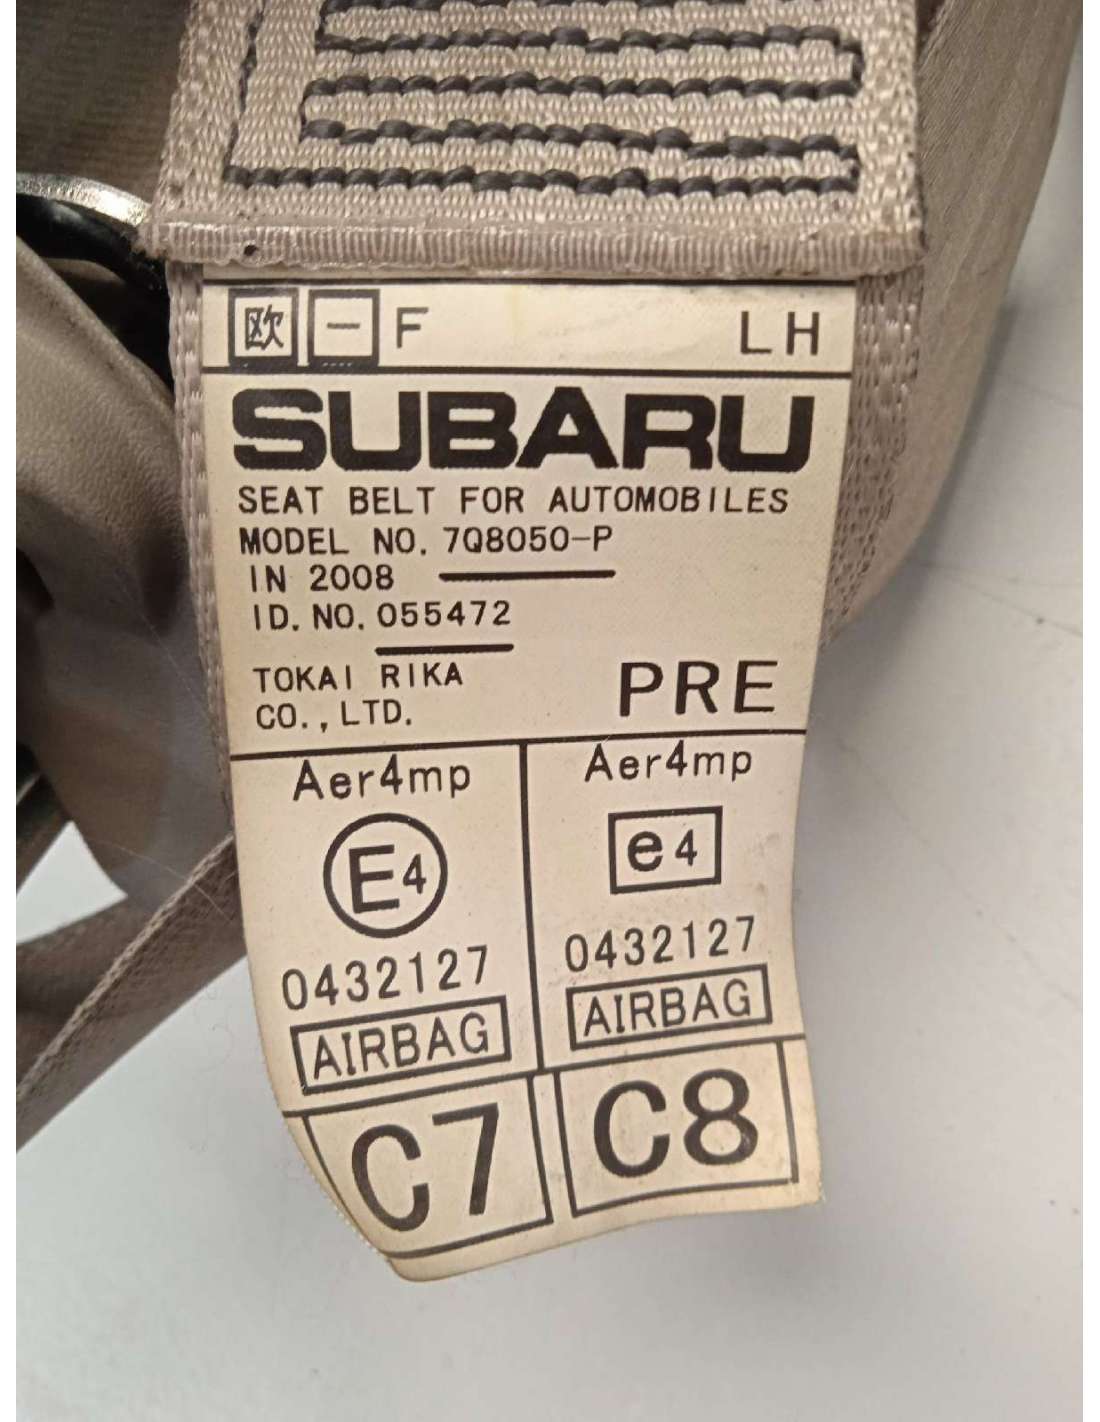 欧 一 F LH
SUBARU
SEAT BELT FOR AUTOMOBILES
MODEL NO. 7Q8050-P
IN 2008
ID. NO. 055472
TOKAI RIKA
CO., LTD.
PRE
Aer4mp
E4
0432127
AIRBAG
C7
Aer4mp
e4
0432127
AIRBAG
C8